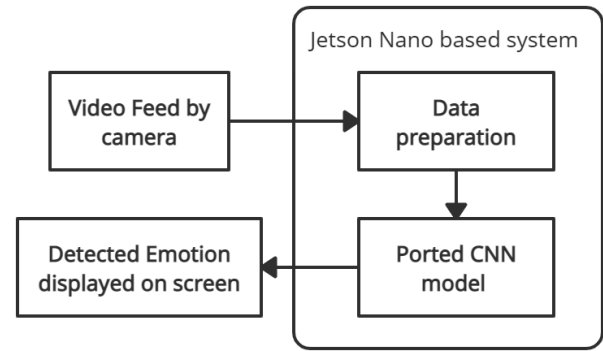 Jetson Nano based system
Video Feed by
camera
Data
preparation
Ported CNN
model
Detected Emotion
displayed on screen